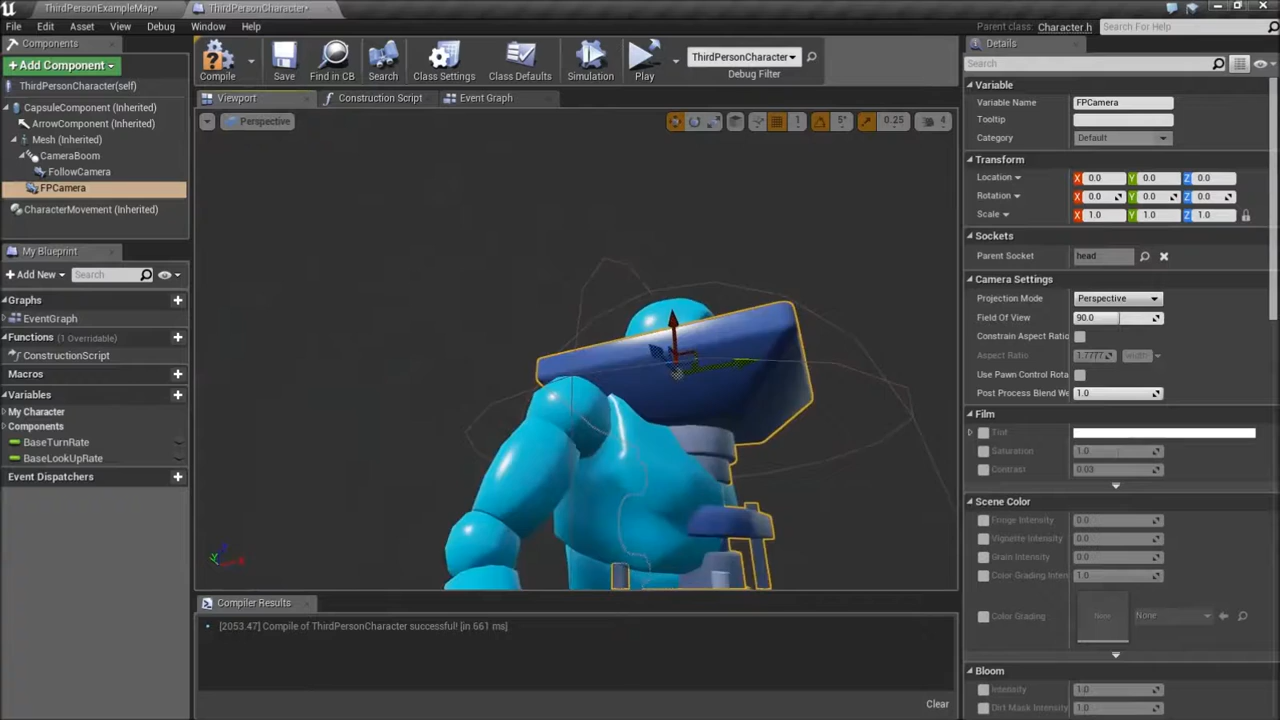 ThirdPersonExampleMap*
ThirdPersonCharacter*
File Edit Asset View Debug Window Help
Parent class: Character.h
Search For Help
Components
+Add Component
ThirdPersonCharacter(self)
CapsuleComponent (Inherited)
ArrowComponent (Inherited)
Mesh (Inherited)
CameraBoom
FollowCamera
FPCamera
CharacterMovement (Inherited)
My Blueprint
+Add New
Search
Graphs
EventGraph
Functions (1 Overridable)
ConstructionScript
Macros
Variables
My Character
Components
BaseTurnRate
BaseLookUpRate
Event Dispatchers
Compile
Save
Find in CB
Search
Class Settings
Class Defaults
Simulation
Play
ThirdPersonCharacter
Debug Filter
Viewport
Construction Script
Event Graph
Perspective
1
5°
0.25
4
Compiler Results
[2053.47] Compile of ThirdPersonCharacter successful! [in 661 ms]
Clear
Details
Search
Variable
Variable Name FPCamera
Tooltip
Category Default
Transform
Location X 0.0 Y 0.0 Z 0.0
Rotation X 0.0 Y 0.0 Z 0.0
Scale X 1.0 Y 1.0 Z 1.0
Sockets
Parent Socket head
Camera Settings
Projection Mode Perspective
Field Of View 90.0
Constrain Aspect Ratio
Aspect Ratio 1.7777 Width
Use Pawn Control Rota
Post Process Blend We 1.0
Film
Tint
Saturation 1.0
Contrast 0.03
Scene Color
Fringe Intensity 0.0
Vignette Intensity 0.0
Grain Intensity 0.0
Color Grading Inten 1.0
Color Grading None None
Bloom
Intensity 1.0
Dirt Mask Intensity 1.0